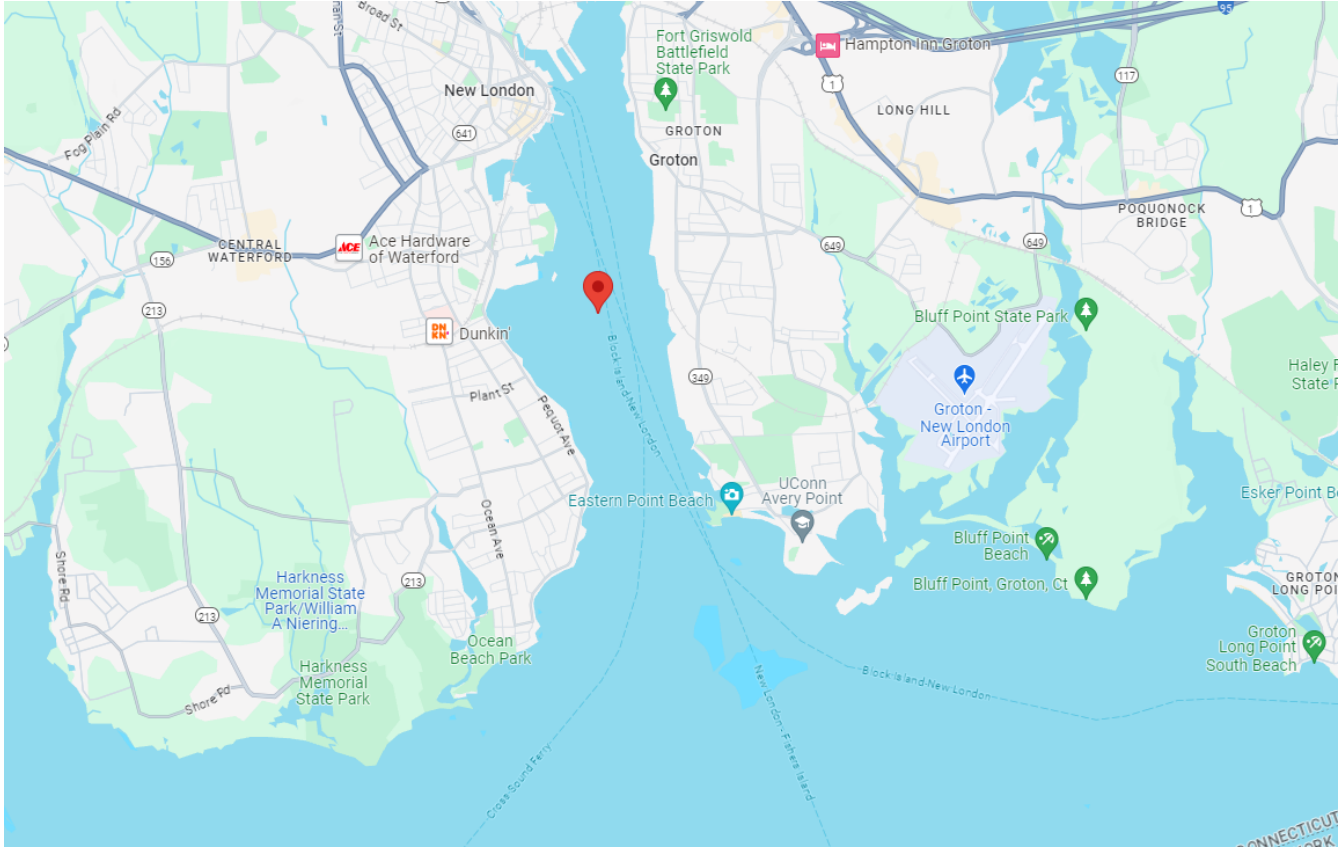 Broad St
95
Fort Griswold
Battlefield
State Park
Hampton Inn Groton
117
1
New London
LONG HILL
Fog Plain Rd
641
GROTON
Groton
POQUONOCK
BRIDGE
1
ACE
Ace Hardware
of Waterford
CENTRAL
WATERFORD
156
649
649
213
Bluff Point State Park
DN
KN'
Dunkin'
Block Island-New London
Haley
State
349
Plant St
Pequot Ave
Groton -
New London
Airport
UConn
Avery Point
Eastern Point Beach
Esker Point
Ocean Ave
Bluff Point
Beach
Shore Rd
Harkness
Memorial State
Park/William
A Niering...
213
Bluff Point, Groton, Ct
GROTON
213
Ocean
Beach Park
Groton
Long Point
South Beach
Harkness
Memorial
State Park
Shore Rd
Block Island-New London
New London - Fishers Island
Cross Sound Ferry